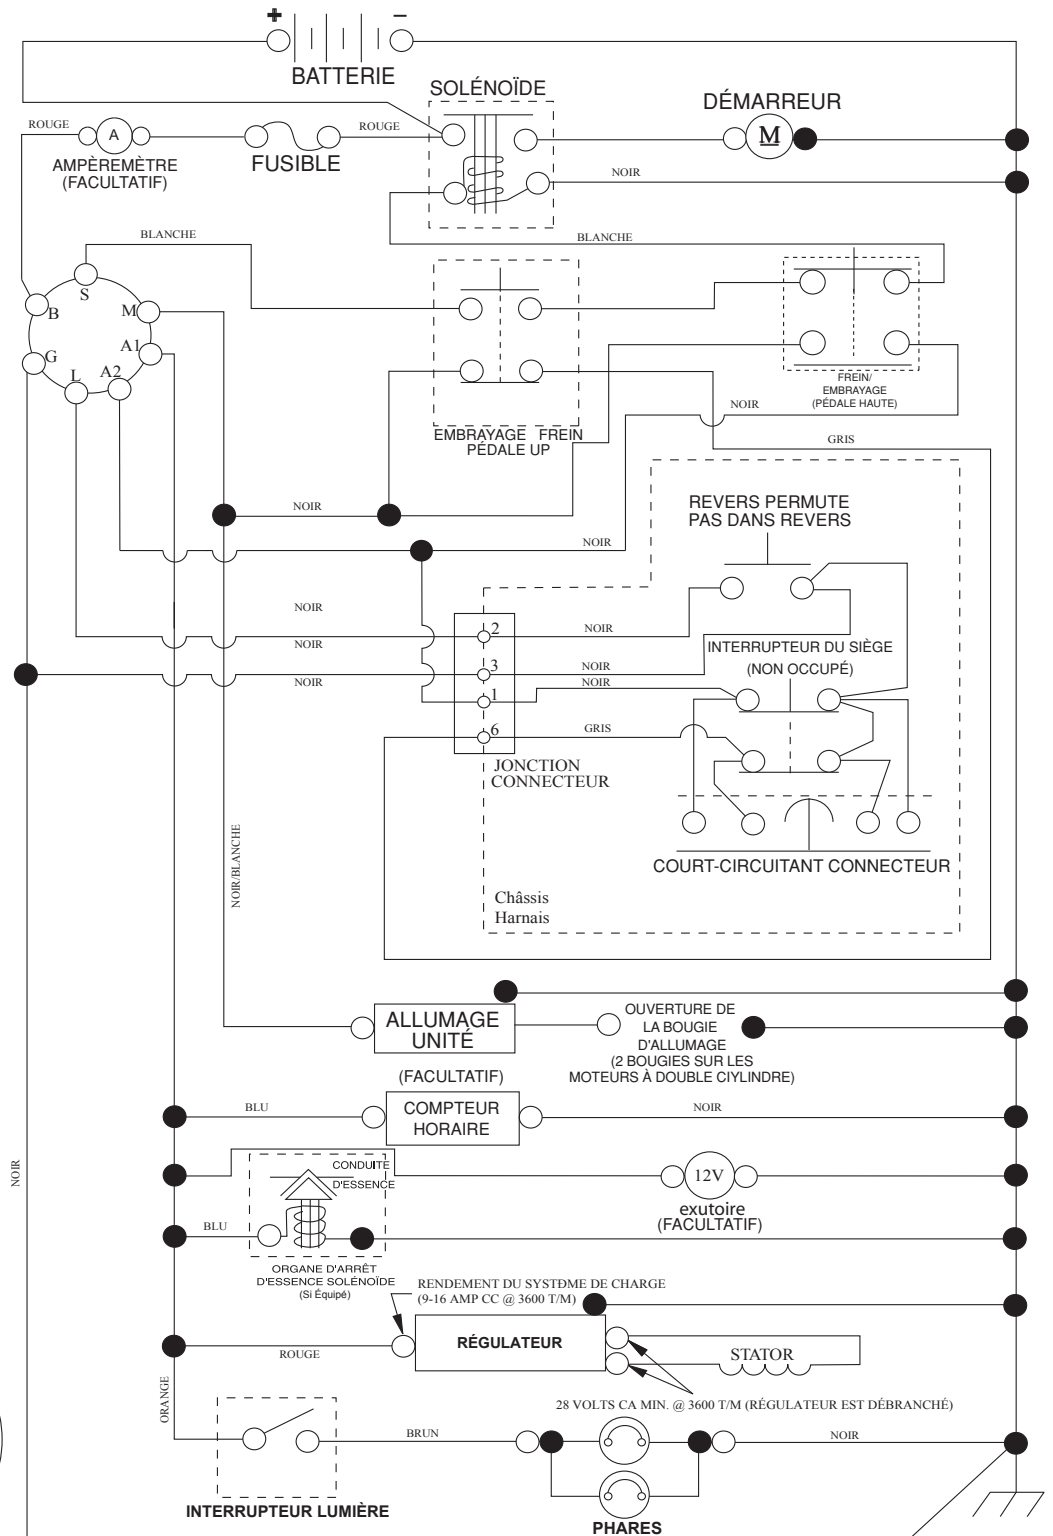 + −
BATTERIE
SOLÉNOÏDE
DÉMARREUR
ROUGE
A
ROUGE
M
AMPÈREMÈTRE
(FACULTATIF)
FUSIBLE
NOIR
BLANCHE
BLANCHE
S
B
M
A1
G
L
A2
FREIN/
EMBRAYAGE
(PÉDALE HAUTE)
NOIR
EMBRAYAGE FREIN
PÉDALE UP
GRIS
REVERS PERMUTE
PAS DANS REVERS
NOIR
NOIR
NOIR
2
NOIR
NOIR
INTERRUPTEUR DU SIÈGE
(NON OCCUPÉ)
3
NOIR
NOIR
1
NOIR
6
GRIS
JONCTION
CONNECTEUR
NOIR/BLANCHE
COURT-CIRCUITANT CONNECTEUR
Châssis
Harnais
ALLUMAGE
UNITÉ
OUVERTURE DE
LA BOUGIE
D'ALLUMAGE
(2 BOUGIES SUR LES
MOTEURS À DOUBLE CIYLINDRE)
(FACULTATIF)
BLU
COMPTEUR
HORAIRE
NOIR
NOIR
CONDUITE
D'ESSENCE
12V
exutoire
(FACULTATIF)
BLU
ORGANE D'ARRÊT
D'ESSENCE SOLÉNOÏDE
(Si Équipé)
RENDEMENT DU SYSTÐME DE CHARGE
(9-16 AMP CC @ 3600 T/M)
RÉGULATEUR
STATOR
ROUGE
ORANGE
28 VOLTS CA MIN. @ 3600 T/M (RÉGULATEUR EST DÉBRANCHÉ)
BRUN
NOIR
INTERRUPTEUR LUMIÈRE
PHARES